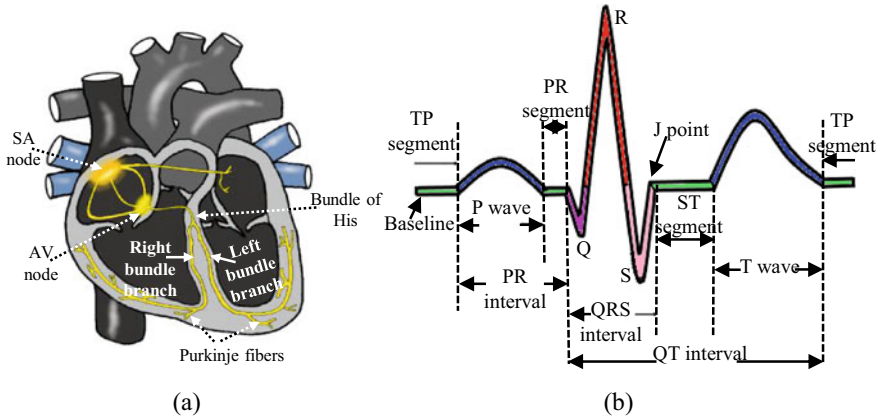 SA
node
AV
node
Right
bundle
branch
Left
bundle
branch
Bundle of
His
Purkinje fibers
(a)
R
PR
segment
TP
segment
J point
TP
segment
Baseline
P wave
Q
S
ST
segment
T wave
PR
interval
QRS
interval
QT interval
(b)